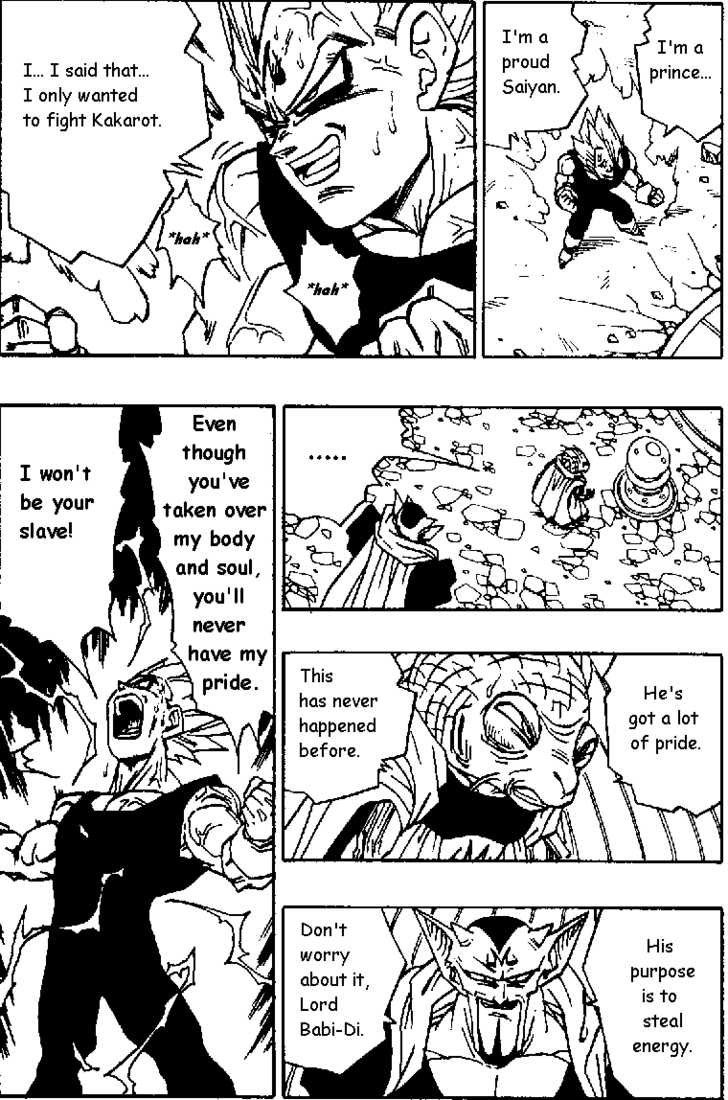 I'm a
prince...
I'm a
proud
Saiyan.
I... I said that...
I only wanted
to fight Kakarot.
*hah*
*hah*
.....
He's
got a lot
of pride.
This
has never
happened
before.
His
purpose
is to
steal
energy.
Don't
worry
about it,
Lord
Babi-Di.
Even
though
you've
taken over
my body
and soul,
you'll
never
have my
pride.
I won't
be your
slave!